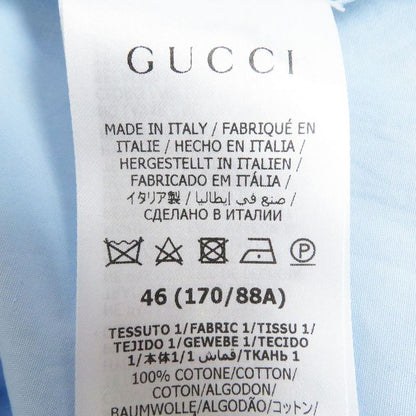 GUCCI
MADE IN ITALY / FABRIQUÉ EN
ITALIE / HECHO EN ITALIA /
HERGESTELLT IN ITALIEN /
FABRICADO EM ITÁLIA /
イタリア製 / صنع في إيطاليا /
СДЕЛАНО В ИТАЛИИ
P
46 (170/88A)
TESSUTO 1/FABRIC 1/TISSU 1/
TEJIDO 1/GEWEBE 1/TECIDO
1/本体1/1 قماش/ТКАНЬ 1
100% COTONE/COTTON/
COTON/ALGODON/
BAUMWOLLE/ALGODÃO/コットン/